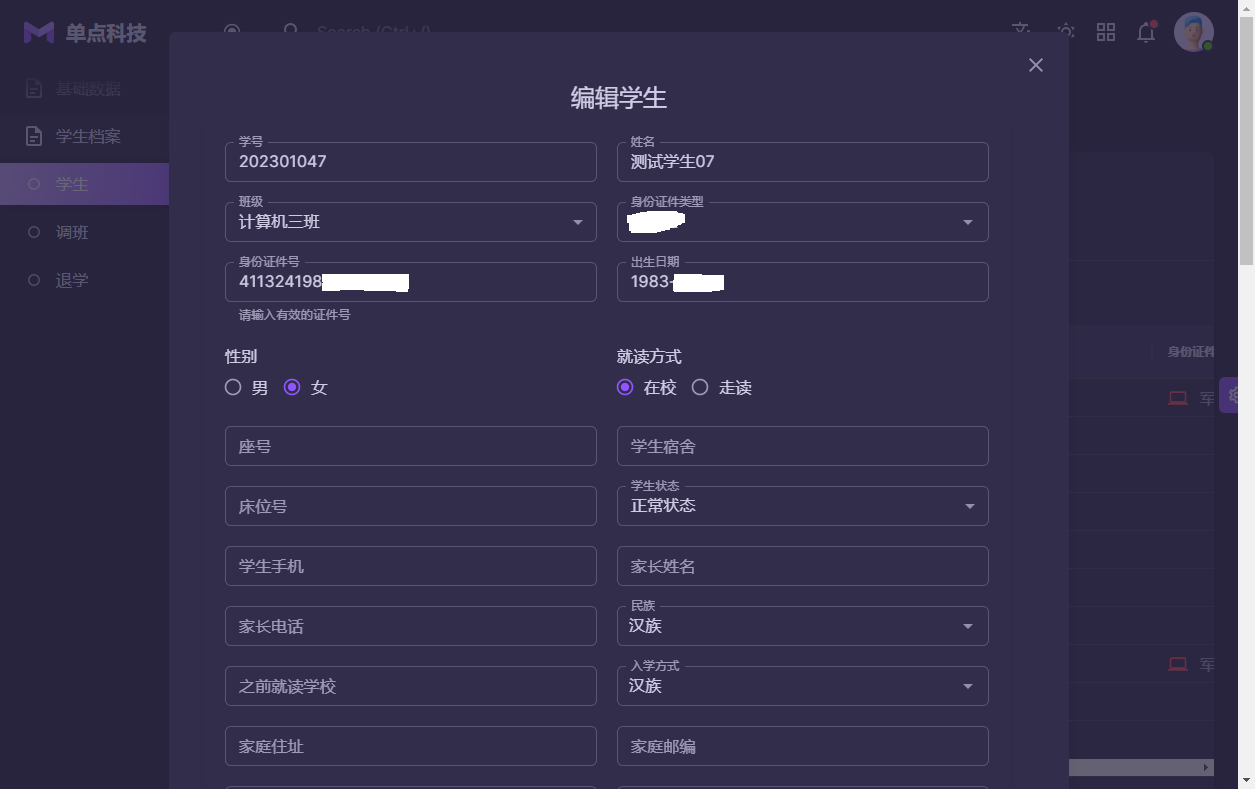 单点科技
Search (Ctrl+/)
基础数据
学生档案
学生
调班
退学
编辑学生
学号
202301047
姓名
测试学生07
班级
计算机三班
身份证件类型
身份证件号
411324198
出生日期
1983-
请输入有效的证件号
性别
男 女
就读方式
在校 走读
座号
学生宿舍
床位号
学生状态
正常状态
学生手机
家长姓名
家长电话
民族
汉族
之前就读学校
入学方式
汉族
家庭住址
家庭邮编
身份证件
军
军